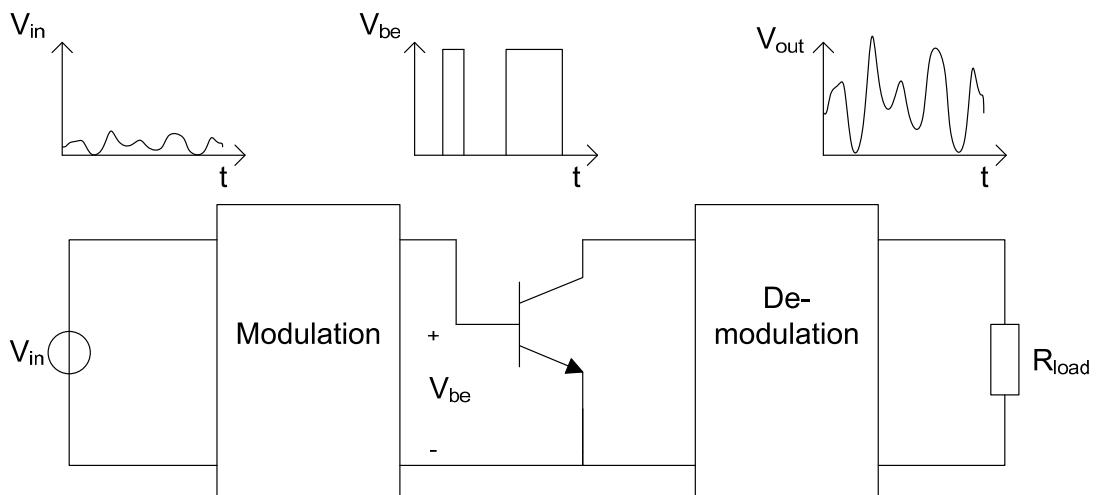 V_in
V_be
V_out
t
t
t
Modulation
De-
modulation
+
V_in
V_be
R_load
-